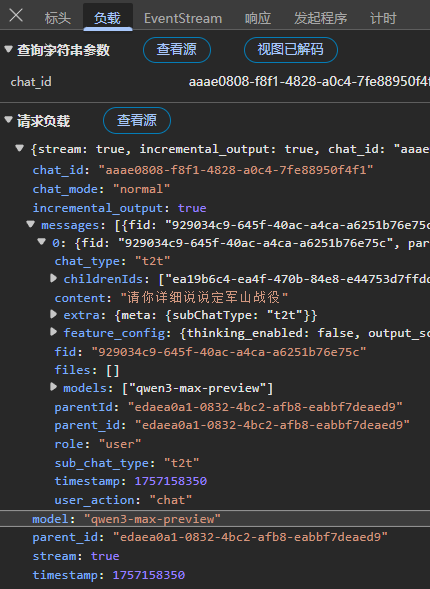 标头 负载 EventStream 响应 发起程序 计时
查询字符串参数 查看源 视图已解码
chat_id aaae0808-f8f1-4828-a0c4-7fe88950f4f
请求负载 查看源
{stream: true, incremental_output: true, chat_id: "aaae
chat_id: "aaae0808-f8f1-4828-a0c4-7fe88950f4f1"
chat_mode: "normal"
incremental_output: true
messages: [{fid: "929034c9-645f-40ac-a4ca-a6251b76e75c
0: {fid: "929034c9-645f-40ac-a4ca-a6251b76e75c", par
chat_type: "t2t"
childrenIds: ["ea19b6c4-ea4f-470b-84e8-e44753d7ffdc
content: "请你详细说说定军山战役"
extra: {meta: {subChatType: "t2t"}}
feature_config: {thinking_enabled: false, output_sc
fid: "929034c9-645f-40ac-a4ca-a6251b76e75c"
files: []
models: ["qwen3-max-preview"]
parentId: "edaea0a1-0832-4bc2-afb8-eabbf7deaed9"
parent_id: "edaea0a1-0832-4bc2-afb8-eabbf7deaed9"
role: "user"
sub_chat_type: "t2t"
timestamp: 1757158350
user_action: "chat"
model: "qwen3-max-preview"
parent_id: "edaea0a1-0832-4bc2-afb8-eabbf7deaed9"
stream: true
timestamp: 1757158350